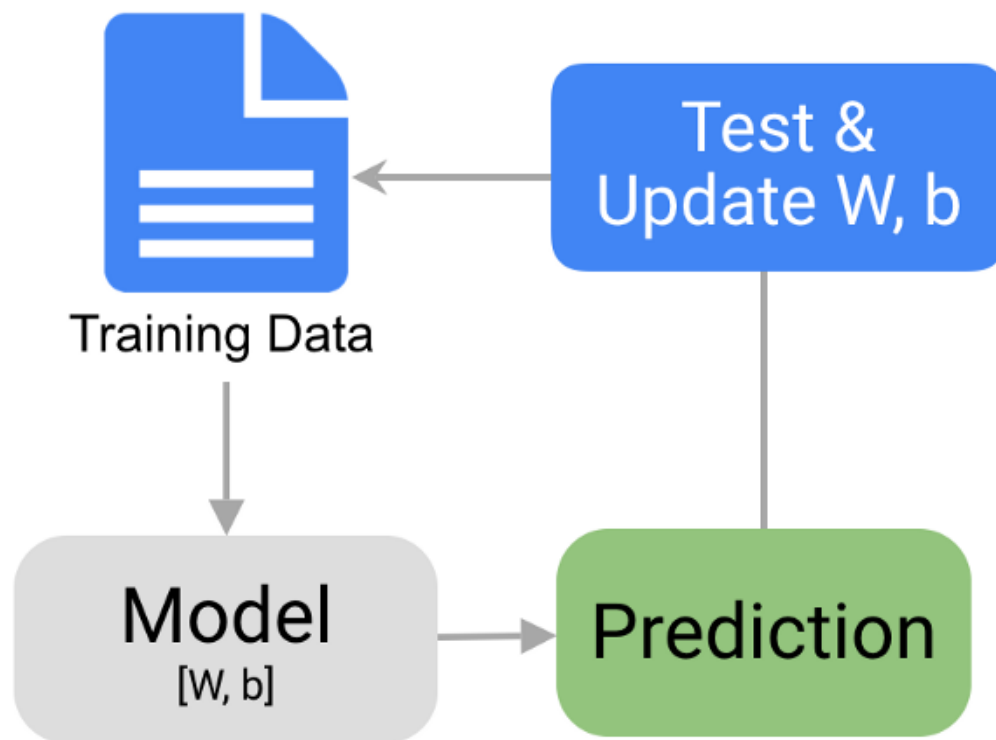 Test &
Update W, b
Training Data
Model
[W, b]
Prediction